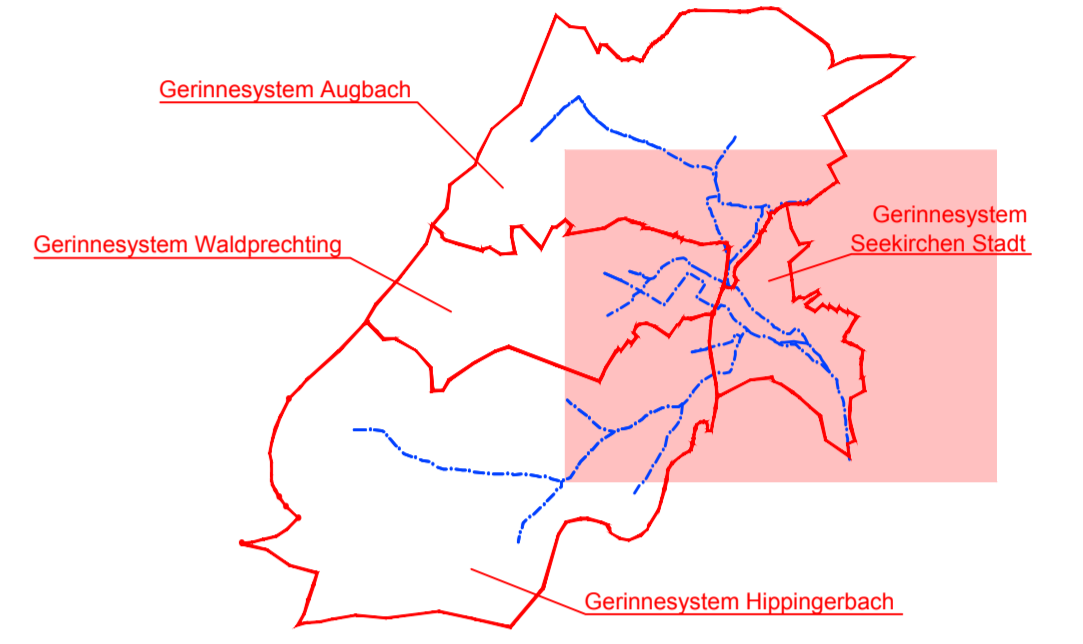 Gerinnesystem Augbach
Gerinnesystem
Seekirchen Stadt
Gerinnesystem Waldprechting
Gerinnesystem Hippingerbach